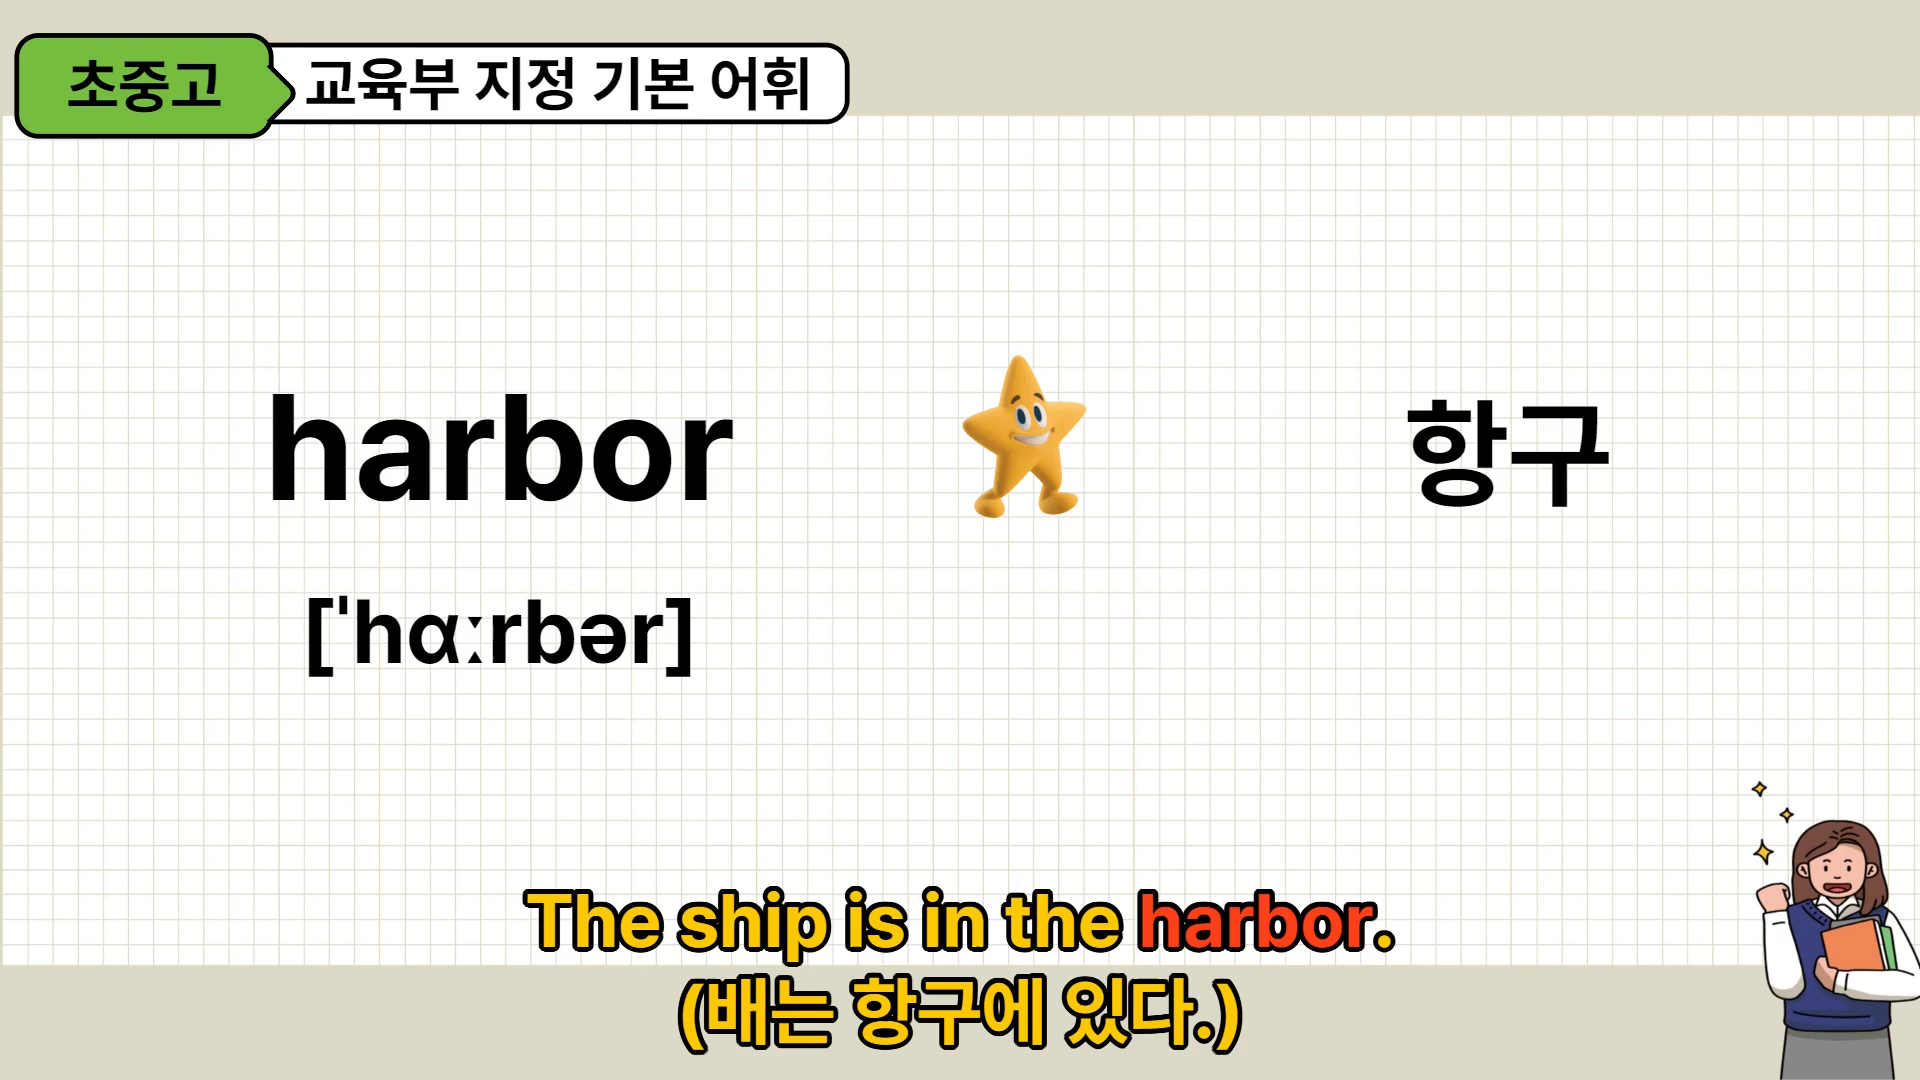 초중고
교육부 지정 기본 어휘
harbor
항구
[ˈhɑːrbər]
The ship is in the harbor.
(배는 항구에 있다.)